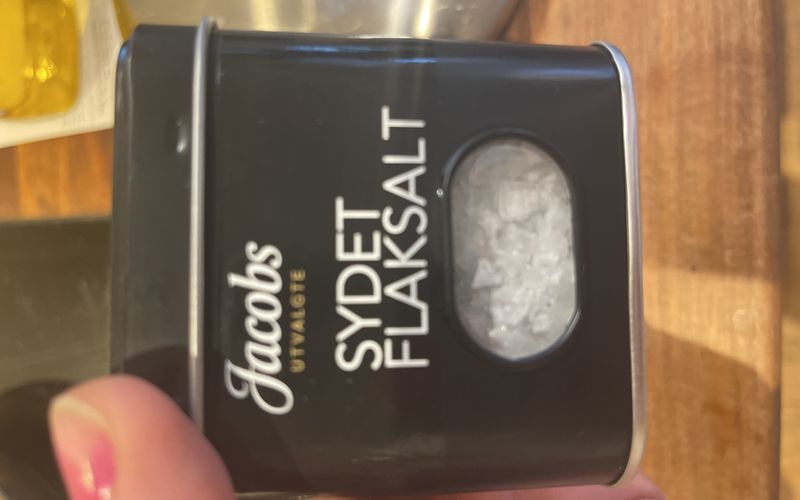 Jacobs
UTVALGTE
SYDET
FLAKSALT